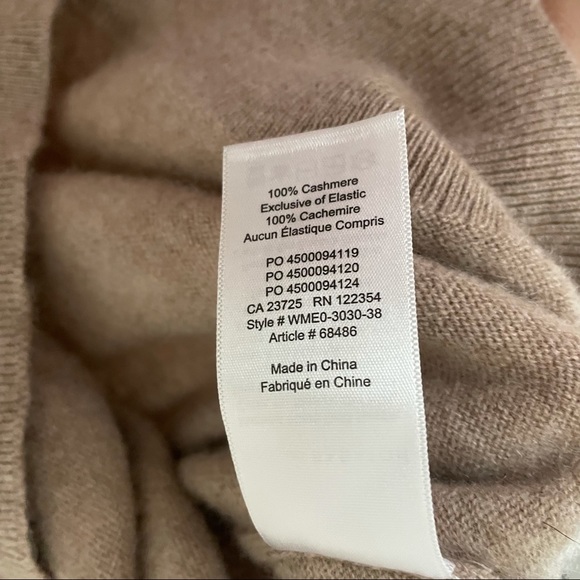 100% Cashmere
Exclusive of Elastic
100% Cachemire
Aucun Élastique Compris
PO 4500094119
PO 4500094120
PO 4500094124
CA 23725 RN 122354
Style # WME0-3030-38
Article # 68486
Made in China
Fabriqué en Chine